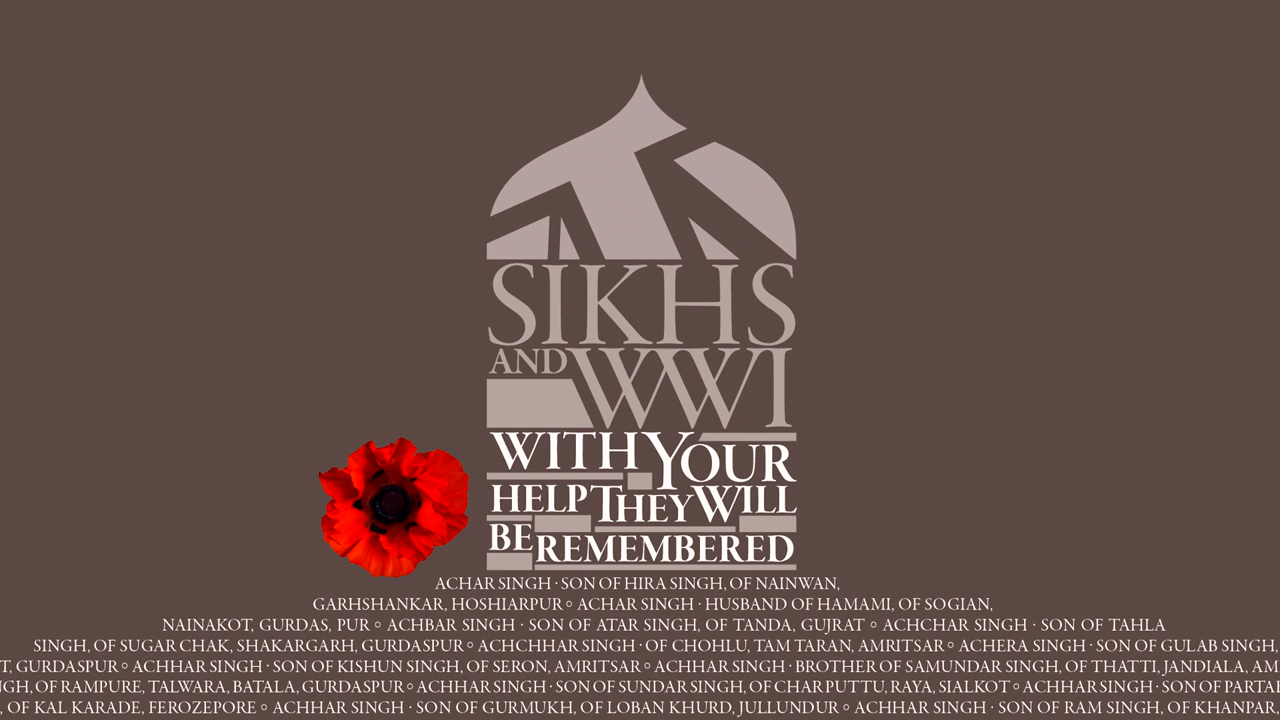 SIKHS
AND WWI
WITH YOUR
HELP THEY WILL
BE REMEMBERED
ACHAR SINGH · SON OF HIRA SINGH, OF NAINWAN,
GARHSHANKAR, HOSHIARPUR ○ ACHAR SINGH · HUSBAND OF HAMAMI, OF SOGIAN,
NAINAKOT, GURDAS, PUR ○ ACHBAR SINGH · SON OF ATAR SINGH, OF TANDA, GUJRAT ○ ACHCHAR SINGH · SON OF TAHLA
SINGH, OF SUGAR CHAK, SHAKARGARH, GURDASPUR ○ ACHCHHAR SINGH · OF CHOHLU, TAM TARAN, AMRITSAR ○ ACHERA SINGH · SON OF GULAB SINGH,
T, GURDASPUR ○ ACHHAR SINGH · SON OF KISHUN SINGH, OF SERON, AMRITSAR ○ ACHHAR SINGH · BROTHER OF SAMUNDAR SINGH, OF THATTI, JANDIALA, AM
NGH, OF RAMPURE, TALWARA, BATALA, GURDASPUR ○ ACHHAR SINGH · SON OF SUNDAR SINGH, OF CHAR PUTTU, RAYA, SIALKOT ○ ACHHAR SINGH · SON OF PARTAI
, OF KAL KARADE, FEROZEPORE ○ ACHHAR SINGH · SON OF GURMUKH, OF LOBAN KHURD, JULLUNDUR ○ ACHHAR SINGH · SON OF RAM SINGH, OF KHANPAR,